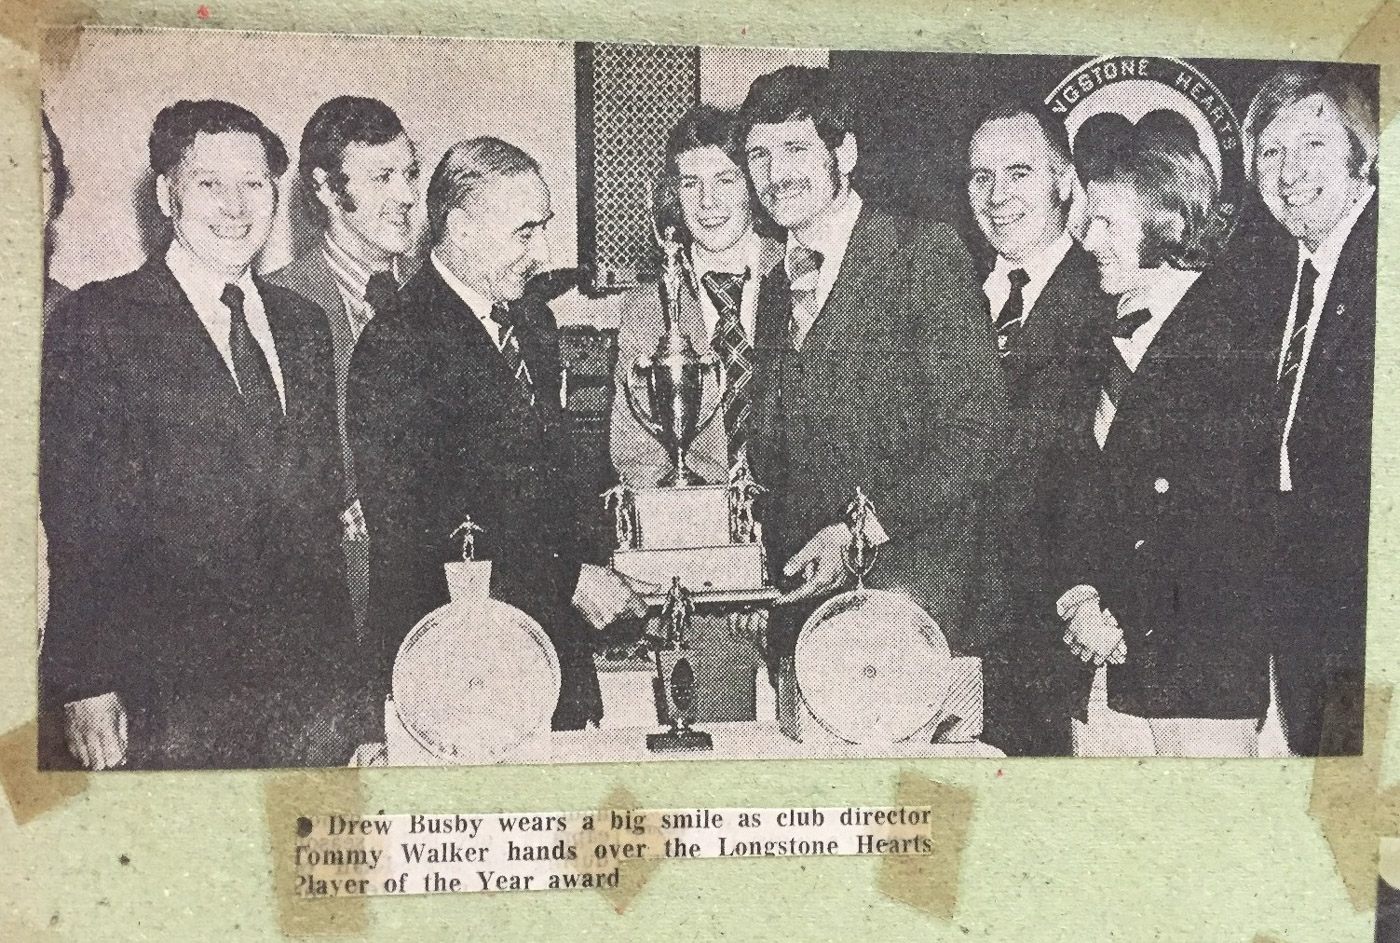 NGSTONE HEARTS
● Drew Busby wears a big smile as club director
Tommy Walker hands over the Longstone Hearts
Player of the Year award